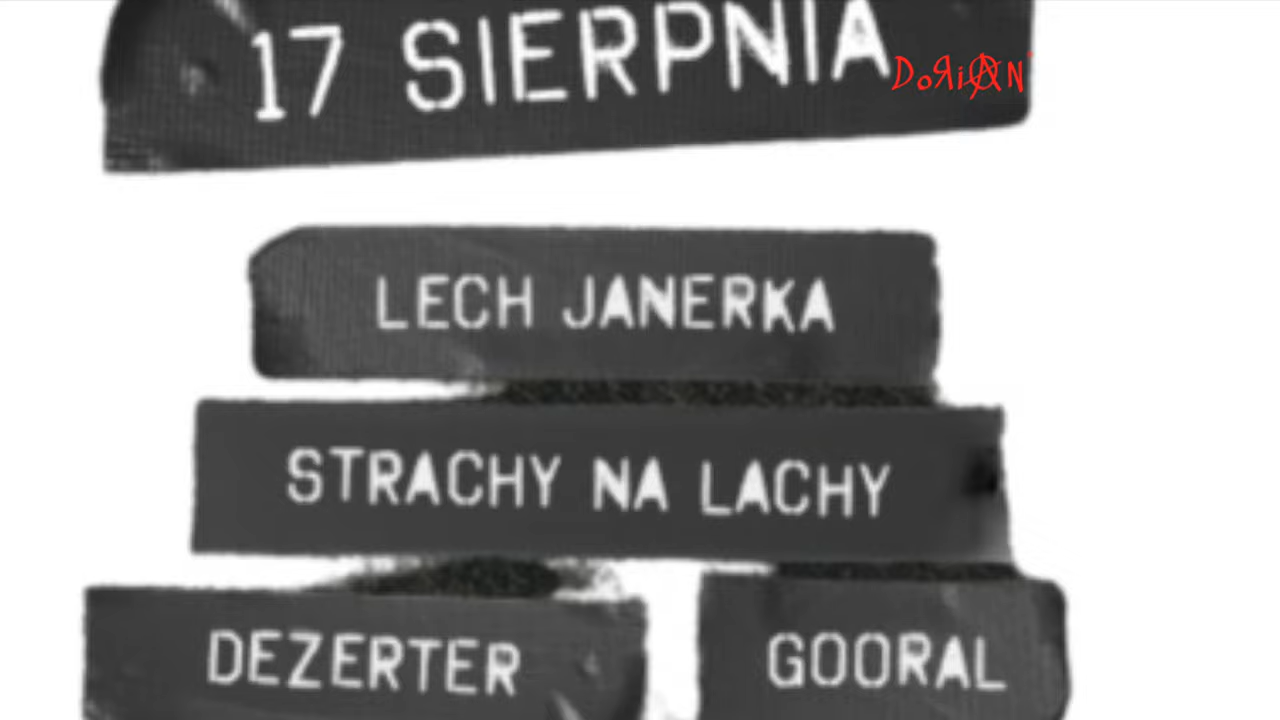 17 SIERPNIA
DoRiAN
LECH JANERKA
STRACHY NA LACHY
DEZERTER
GOORAL